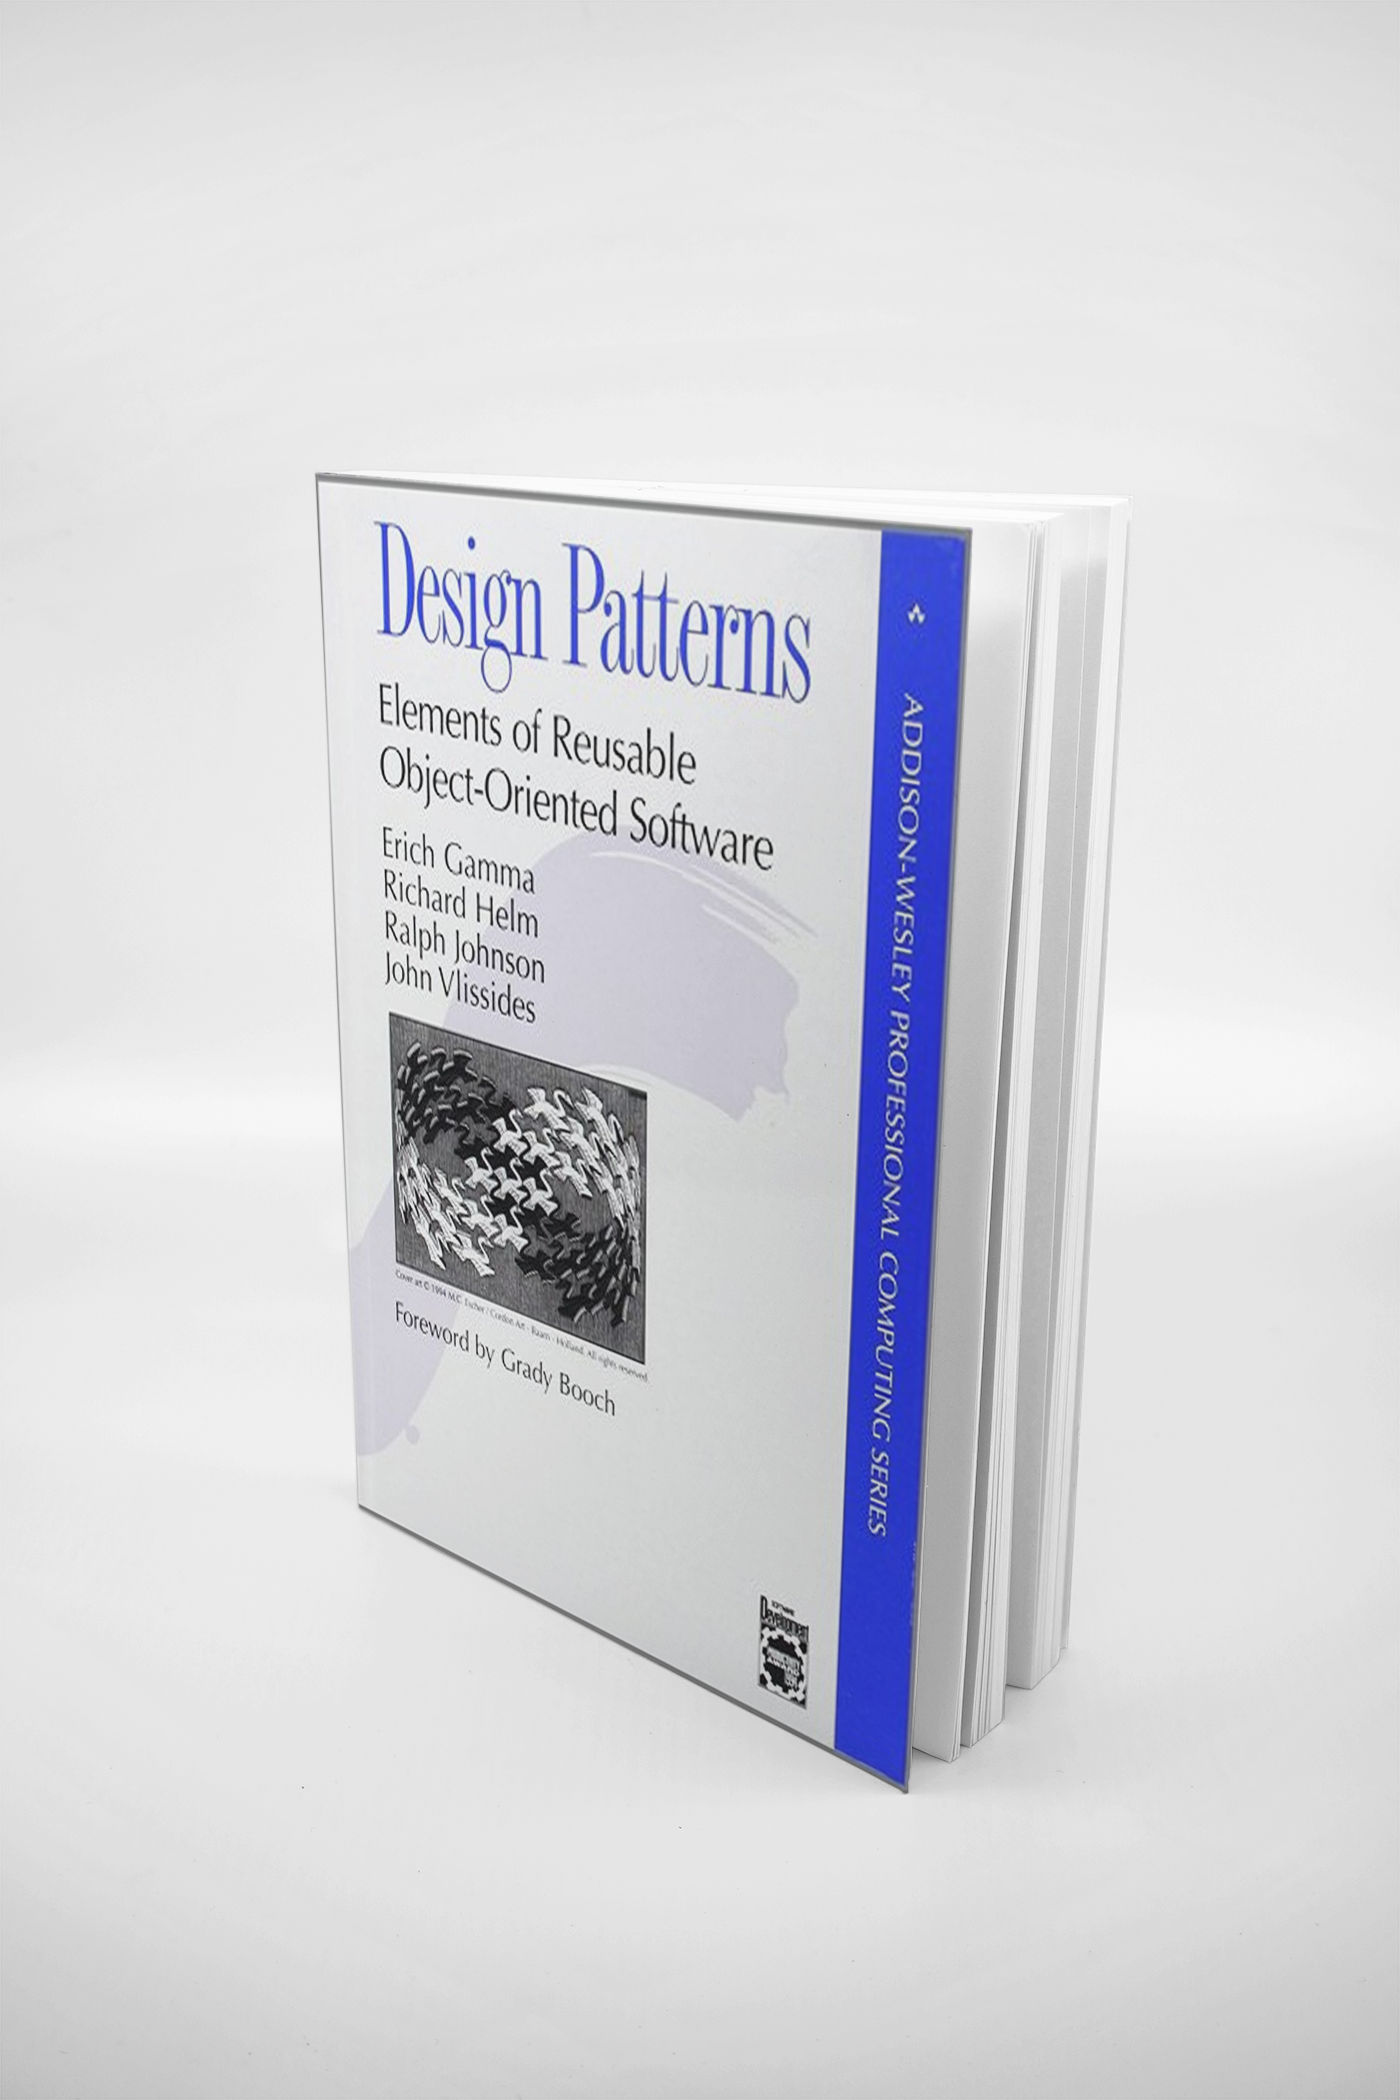 Design Patterns
Elements of Reusable
Object-Oriented Software
Erich Gamma
Richard Helm
Ralph Johnson
John Vlissides
Cover art © 1994 M.C. Escher / Cordon Art - Baarn - Holland. All rights reserved.
Foreword by Grady Booch
ADDISON-WESLEY PROFESSIONAL COMPUTING SERIES
SOFTWARE
Development